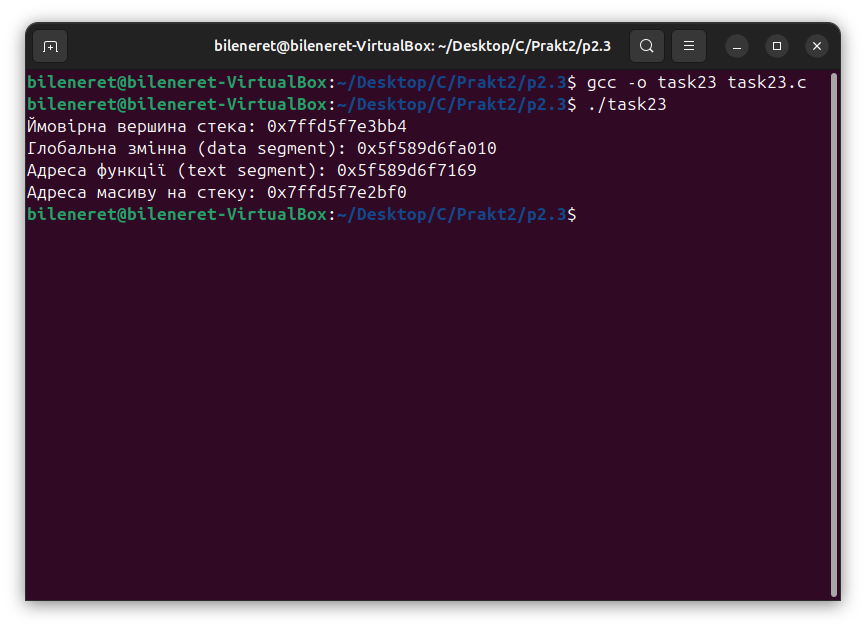 bileneret@bileneret-VirtualBox: ~/Desktop/C/Prakt2/p2.3
bileneret@bileneret-VirtualBox:~/Desktop/C/Prakt2/p2.3$ gcc -o task23 task23.c
bileneret@bileneret-VirtualBox:~/Desktop/C/Prakt2/p2.3$ ./task23
Ймовірна вершина стека: 0x7ffd5f7e3bb4
Глобальна змінна (data segment): 0x5f589d6fa010
Адреса функції (text segment): 0x5f589d6f7169
Адреса масиву на стеку: 0x7ffd5f7e2bf0
bileneret@bileneret-VirtualBox:~/Desktop/C/Prakt2/p2.3$